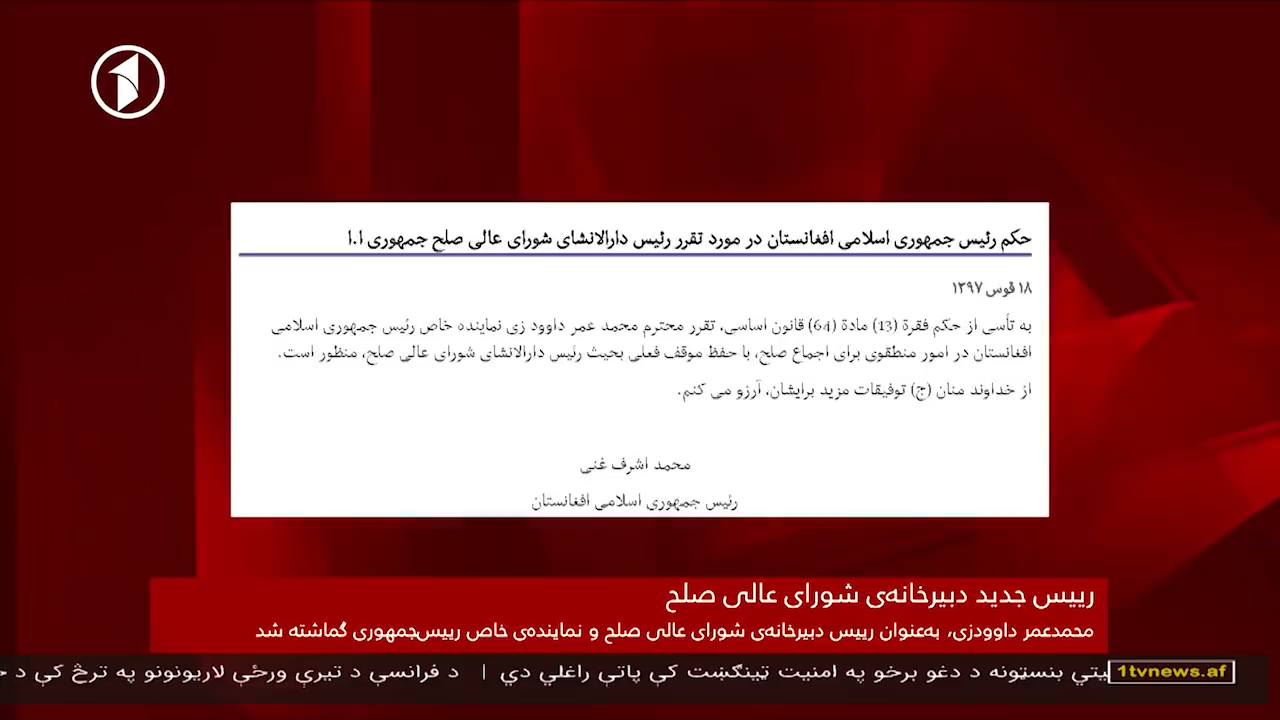 حکم رئیس جمهوری اسلامی افغانستان در مورد تقرر رئیس دارالانشای شورای عالی صلح جمهوری ا.ا
۱۸ قوس ۱۳۹۷
به تأسی از حکم فقرة (13) مادة (64) قانون اساسی، تقرر محترم محمد عمر داوود زی نماینده خاص رئیس جمهوری اسلامی
افغانستان در امور منطقوی برای اجماع صلح، با حفظ موقف فعلی بحیث رئیس دارالانشای شورای عالی صلح، منظور است.
از خداوند منان (ج) توفیقات مزید برایشان، آرزو می کنم.
محمد اشرف غنی
رئیس جمهوری اسلامی افغانستان
رییس جدید دبیرخانه‌ی شورای عالی صلح
محمدعمر داوودزی، به‌عنوان رییس دبیرخانه‌ی شورای عالی صلح و نماینده‌ی خاص رییس‌جمهوری گماشته شد
بنسټونه د دغو برخو په امنیت ټینګښت کې پاتې راغلي دي | د فرانسې د تیرې ورځې لاریونونو په ترڅ کې د
1tvnews.af